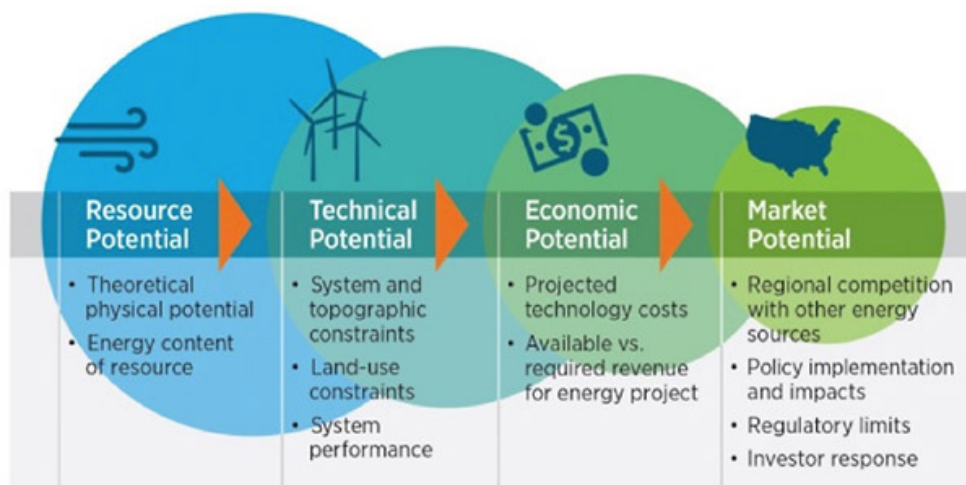 $
Resource
Potential
• Theoretical
physical potential
• Energy content
of resource
Technical
Potential
• System and
topographic
constraints
• Land-use
constraints
• System
performance
Economic
Potential
• Projected
technology costs
• Available vs.
required revenue
for energy project
Market
Potential
• Regional competition
with other energy
sources
• Policy implementation
and impacts
• Regulatory limits
• Investor response